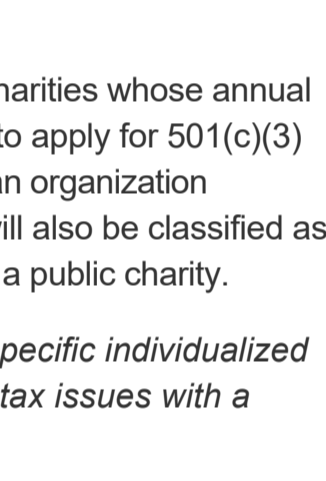 harities whose annual
to apply for 501(c)(3)
an organization
ill also be classified as
a public charity.
pecific individualized
tax issues with a